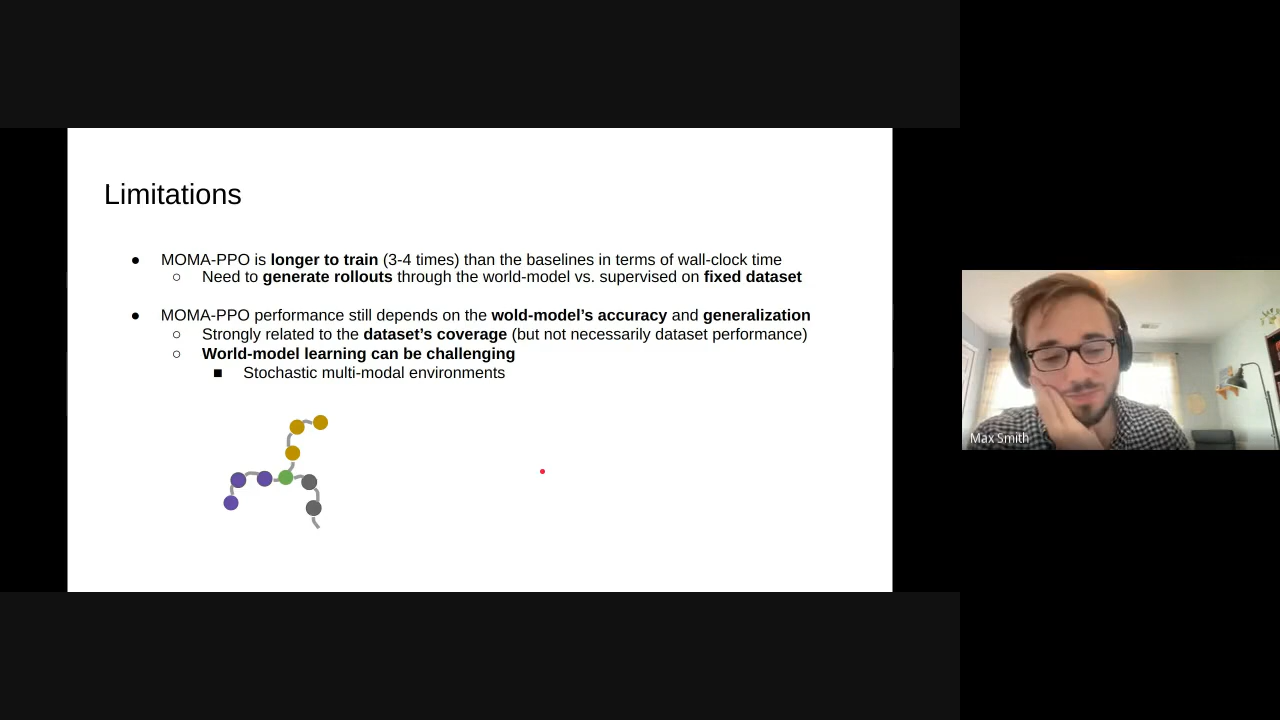 Limitations
● MOMA-PPO is longer to train (3-4 times) than the baselines in terms of wall-clock time
○ Need to generate rollouts through the world-model vs. supervised on fixed dataset
● MOMA-PPO performance still depends on the wold-model’s accuracy and generalization
○ Strongly related to the dataset’s coverage (but not necessarily dataset performance)
○ World-model learning can be challenging
■ Stochastic multi-modal environments
Max Smith